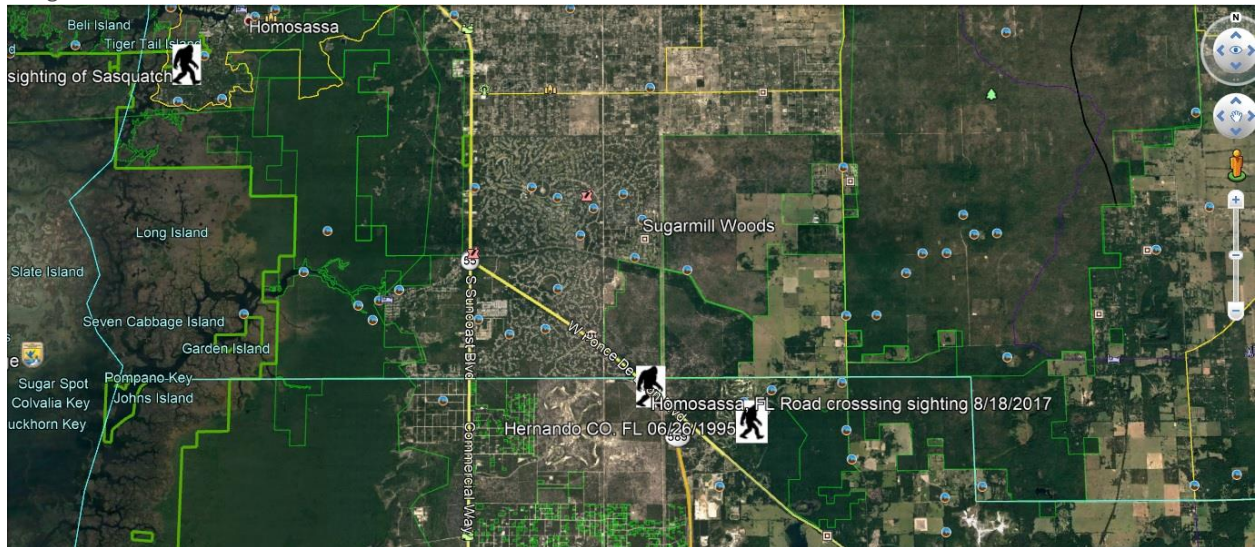 Beli Island
Homosassa
Tiger Tail Island
sighting of Sasquatch
N
Long Island
Sugarmill Woods
55
Slate Island
S Suncoast Blvd
Seven Cabbage Island
W Ponce De
Garden Island
Pompano Key
Sugar Spot
Johns Island
Colvalia Key
uckhorn Key
Homosassa, FL Road crosssing sighting 8/18/2017
Hernando CO, FL 06/26/1995
589
Commercial Way